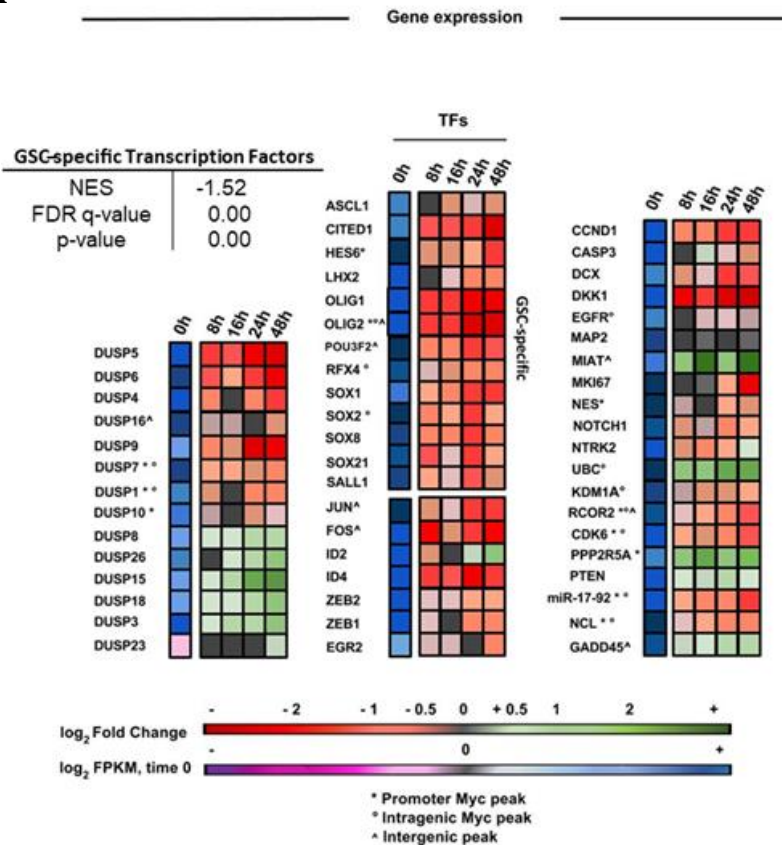 Gene expression
TFs
GSC-specific Transcription Factors
NES -1.52
FDR q-value 0.00
p-value 0.00
0h 8h 16h 24h 48h
DUSP5
DUSP6
DUSP4
DUSP16^
DUSP9
DUSP7 * °
DUSP1 * °
DUSP10 *
DUSP8
DUSP26
DUSP15
DUSP18
DUSP3
DUSP23
0h 8h 16h 24h 48h
ASCL1
CITED1
HES6*
LHX2
OLIG1
OLIG2 *°^
POU3F2^
RFX4 °
SOX1
SOX2 °
SOX8
SOX21
SALL1
GSC-specific
JUN^
FOS^
ID2
ID4
ZEB2
ZEB1
EGR2
0h 8h 16h 24h 48h
CCND1
CASP3
DCX
DKK1
EGFR°
MAP2
MIAT^
MKI67
NES*
NOTCH1
NTRK2
UBC°
KDM1A°
RCOR2 *°^
CDK6 * °
PPP2R5A *
PTEN
miR-17-92 * °
NCL * °
GADD45^
- - 2 - 1 - 0.5 0 + 0.5 1 2 +
log2 Fold Change
- 0 +
log2 FPKM, time 0
* Promoter Myc peak
° Intragenic Myc peak
^ Intergenic peak